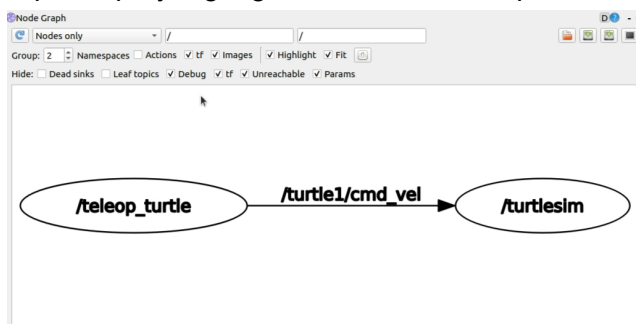 Node Graph
D
Nodes only / /
Group: 2 Namespaces Actions tf Images Highlight Fit
Hide: Dead sinks Leaf topics Debug tf Unreachable Params
/teleop_turtle
/turtle1/cmd_vel
/turtlesim